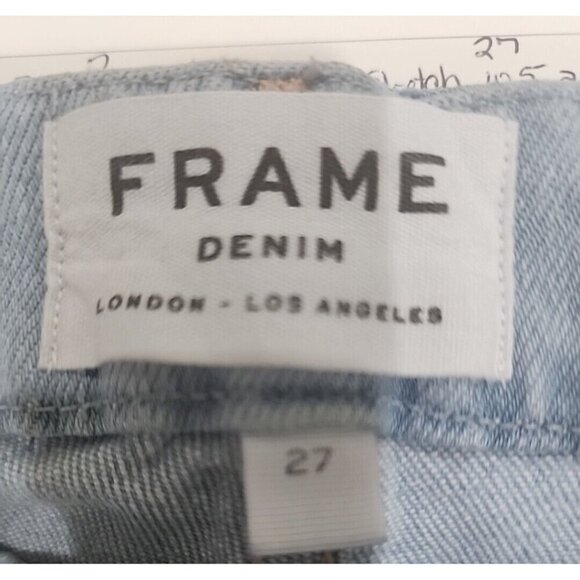 27
FRAME
DENIM
LONDON - LOS ANGELES
27